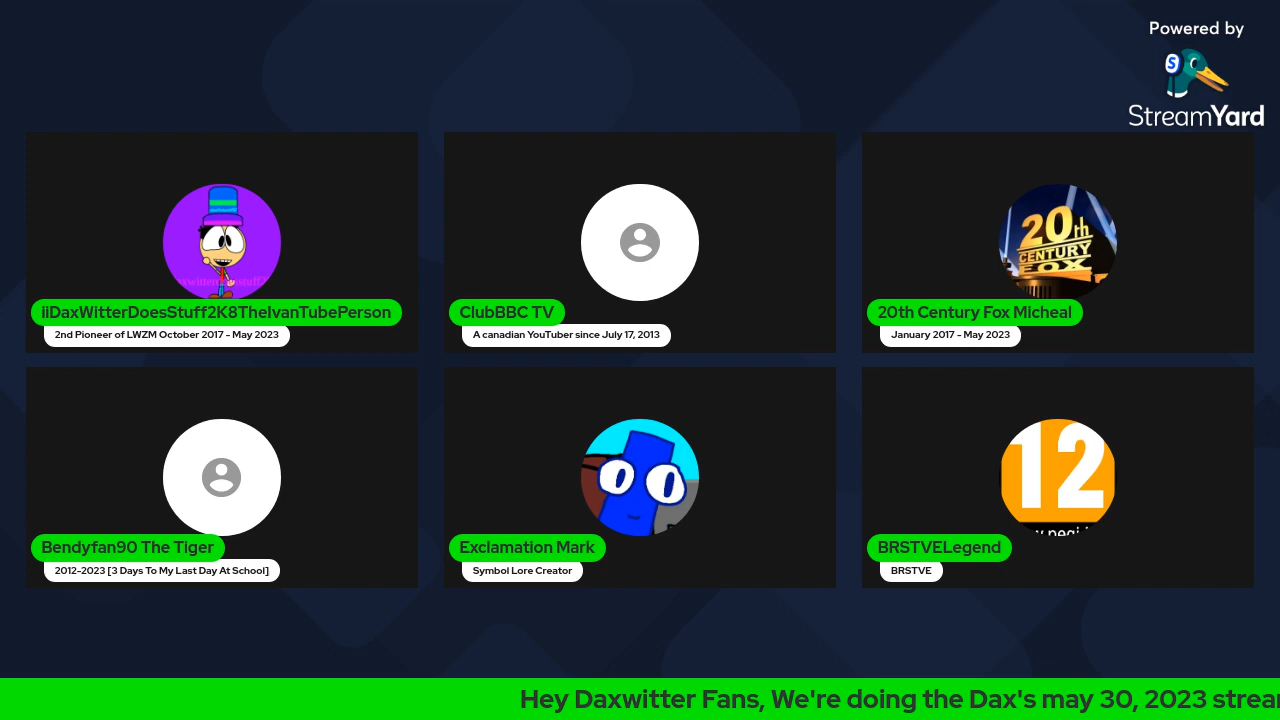 Powered by
S
StreamYard
20th
CENTURY
FOX
iiDaxWitterDoesStuff2K8TheIvanTubePerson
2nd Pioneer of LWZM October 2017 - May 2023
ClubBBC TV
A canadian YouTuber since July 17, 2013
20th Century Fox Micheal
January 2017 - May 2023
12
Bendyfan90 The Tiger
2012-2023 [3 Days To My Last Day At School]
Exclamation Mark
Symbol Lore Creator
BRSTVELegend
BRSTVE
Hey Daxwitter Fans, We're doing the Dax's may 30, 2023